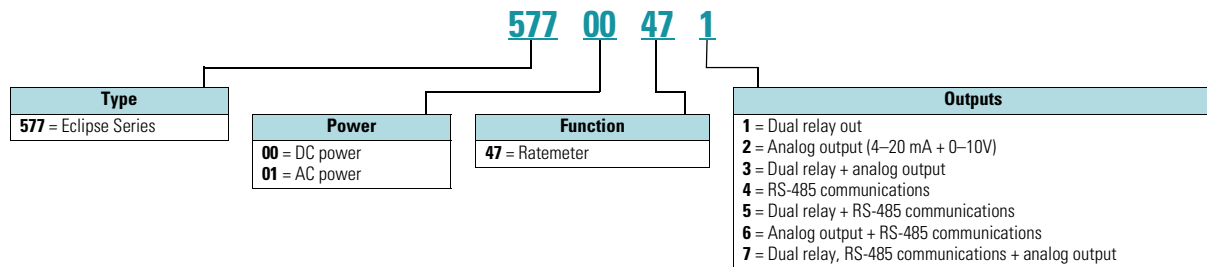 577 00 47 1
Type
577 = Eclipse Series
Power
00 = DC power
01 = AC power
Function
47 = Ratemeter
Outputs
1 = Dual relay out
2 = Analog output (4–20 mA + 0–10V)
3 = Dual relay + analog output
4 = RS-485 communications
5 = Dual relay + RS-485 communications
6 = Analog output + RS-485 communications
7 = Dual relay, RS-485 communications + analog output